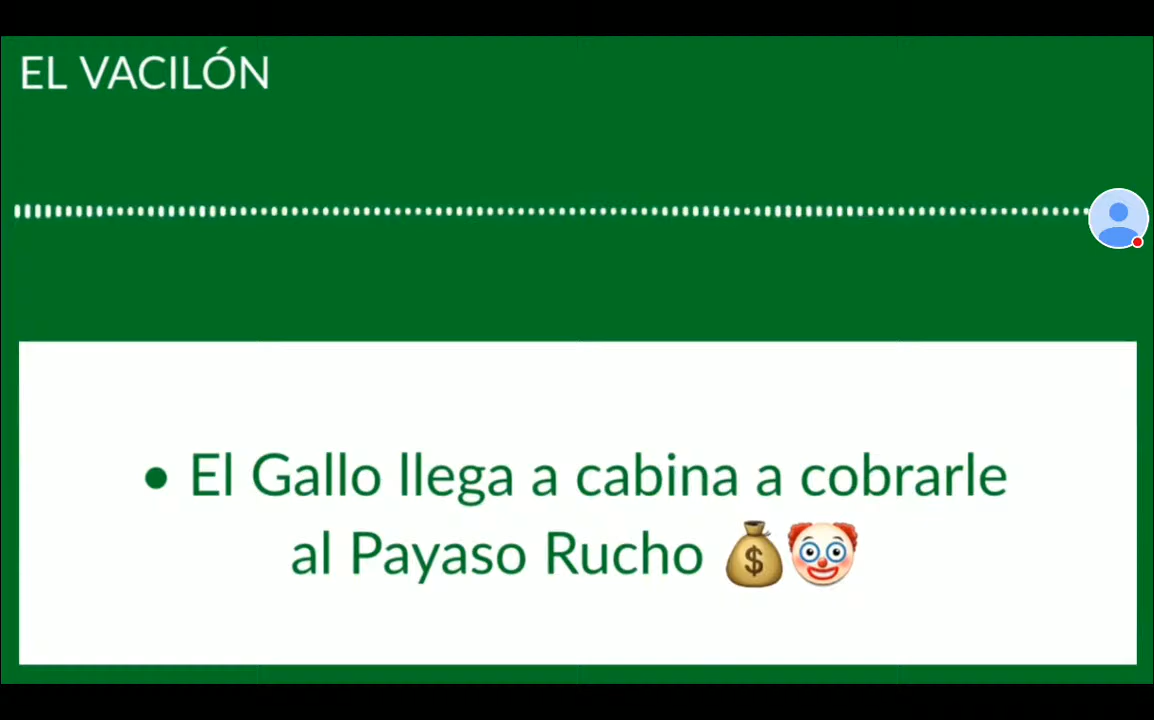 EL VACILÓN
• El Gallo llega a cabina a cobrarle
al Payaso Rucho 💰🤡